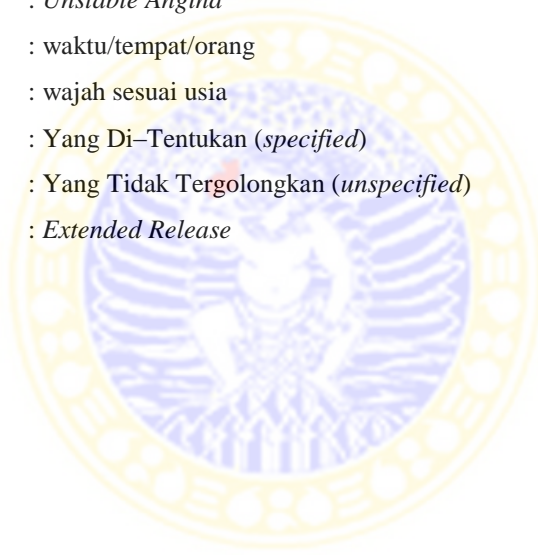 : Unstable Angina
: waktu/tempat/orang
: wajah sesuai usia
: Yang Di–Tentukan (specified)
: Yang Tidak Tergolongkan (unspecified)
: Extended Release